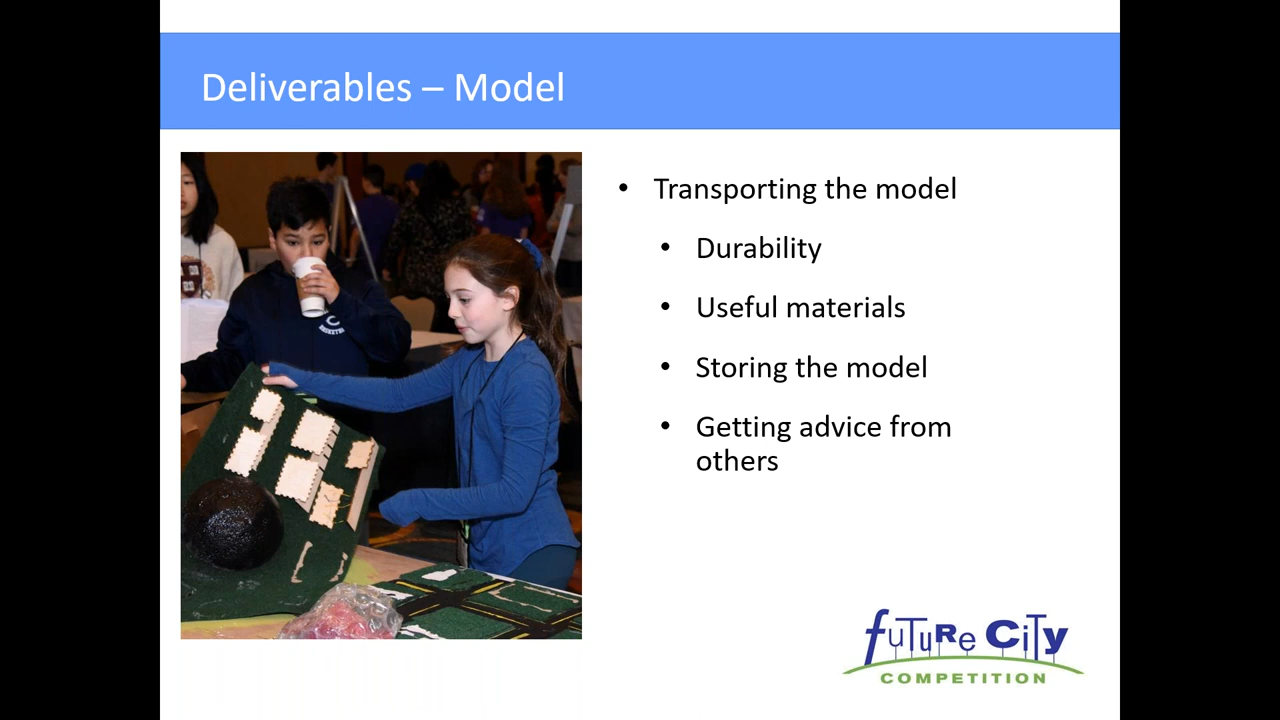 Deliverables – Model
• Transporting the model
• Durability
• Useful materials
• Storing the model
• Getting advice from
others
C
fuTuRe CiTy
COMPETITION